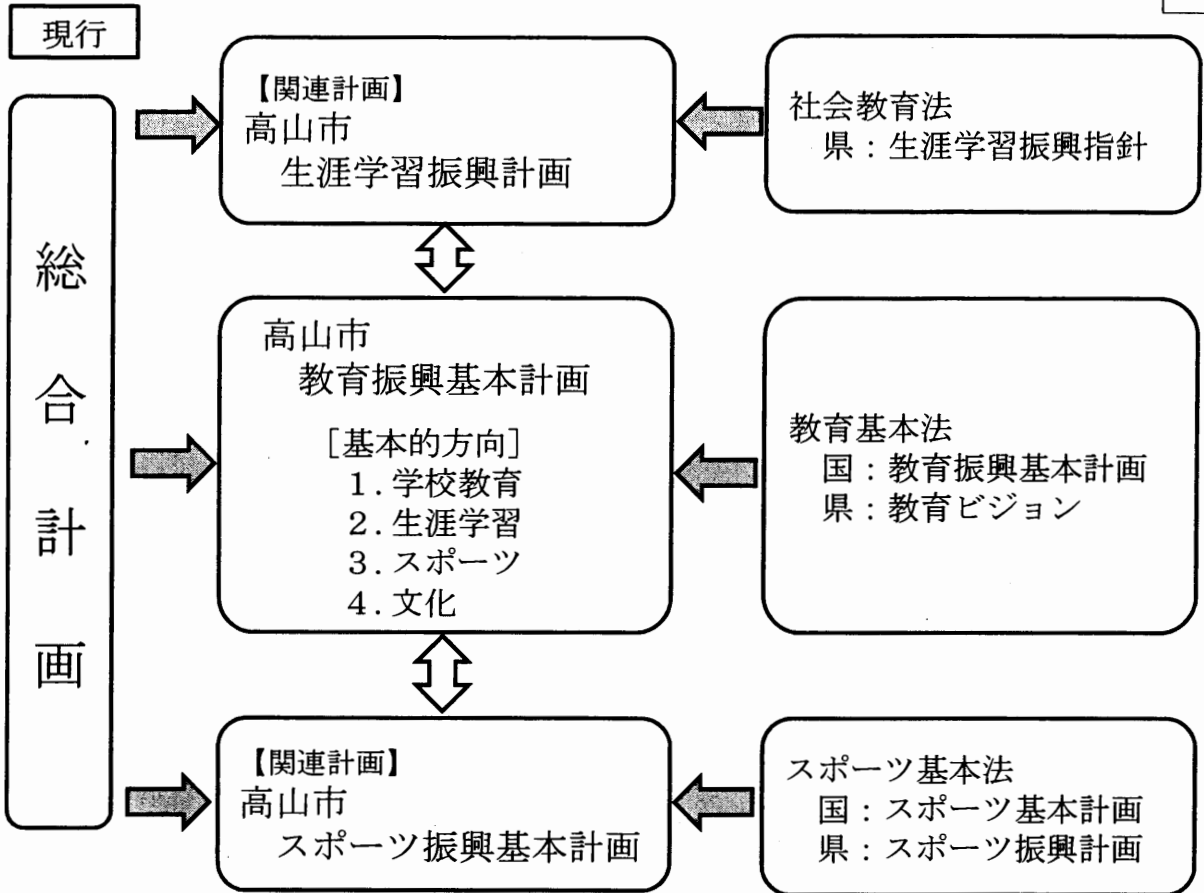 現行
総合計画
【関連計画】
高山市
生涯学習振興計画
社会教育法
県：生涯学習振興指針
高山市
教育振興基本計画
［基本的方向］
1．学校教育
2．生涯学習
3．スポーツ
4．文化
教育基本法
国：教育振興基本計画
県：教育ビジョン
【関連計画】
高山市
スポーツ振興基本計画
スポーツ基本法
国：スポーツ基本計画
県：スポーツ振興計画